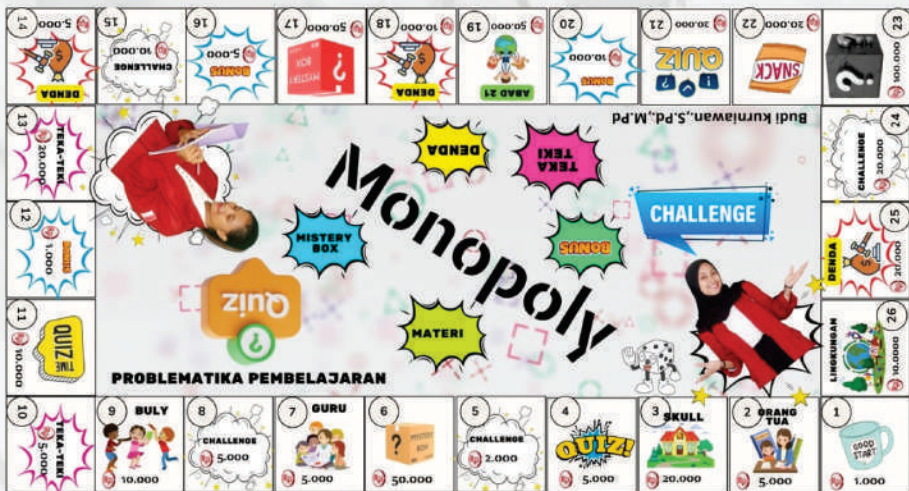 14
5.000
DENDA
15
10.000
CHALLENGE
16
5.000
BONUS
17
50.000
MYSTERY BOX
?
18
10.000
DENDA
19
50.000
ABAD 21
20
10.000
BONUS
21
20.000
QUIZ
22
20.000
SNACK
23
100.000
?
13
TEKA-TEKI
20.000
12
BONUS
1.000
11
QUIZ
TIME
10.000
10
TEKA-TEKI
5.000
24
CHALLENGE
20.000
25
DENDA
20.000
26
LINGKUNGAN
10.0000
Budi kurniawan.,S.Pd.,M.Pd
DENDA
TEKA
TEKI
MISTERY
BOX
BONUS
CHALLENGE
Monopoly
Quiz
?
MATERI
PROBLEMATIKA PEMBELAJARAN
9
BULY
10.000
8
CHALLENGE
5.000
7
GURU
5.000
6
?
MYSTERY
BOX
50.000
5
CHALLENGE
2.000
4
QUIZ!
5.000
3
SKULL
20.000
2
ORANG
TUA
5.000
1
GOOD
START
1.000